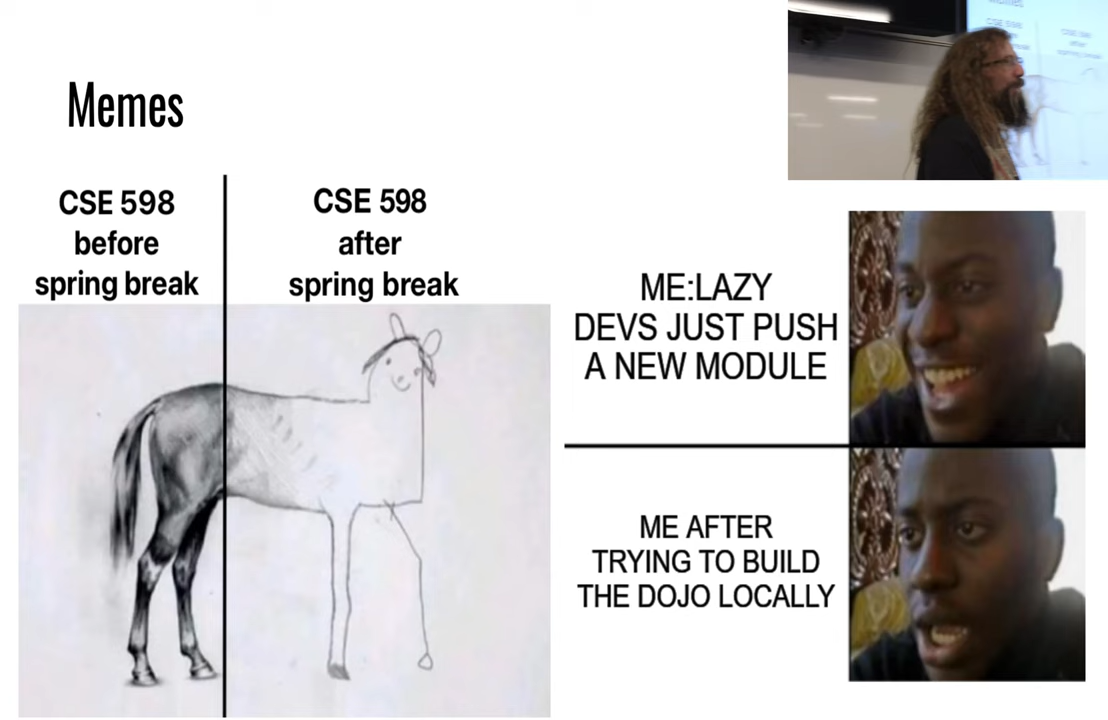 Memes
CSE 598
before
spring break
CSE 598
after
spring break
ME:LAZY
DEVS JUST PUSH
A NEW MODULE
ME AFTER
TRYING TO BUILD
THE DOJO LOCALLY